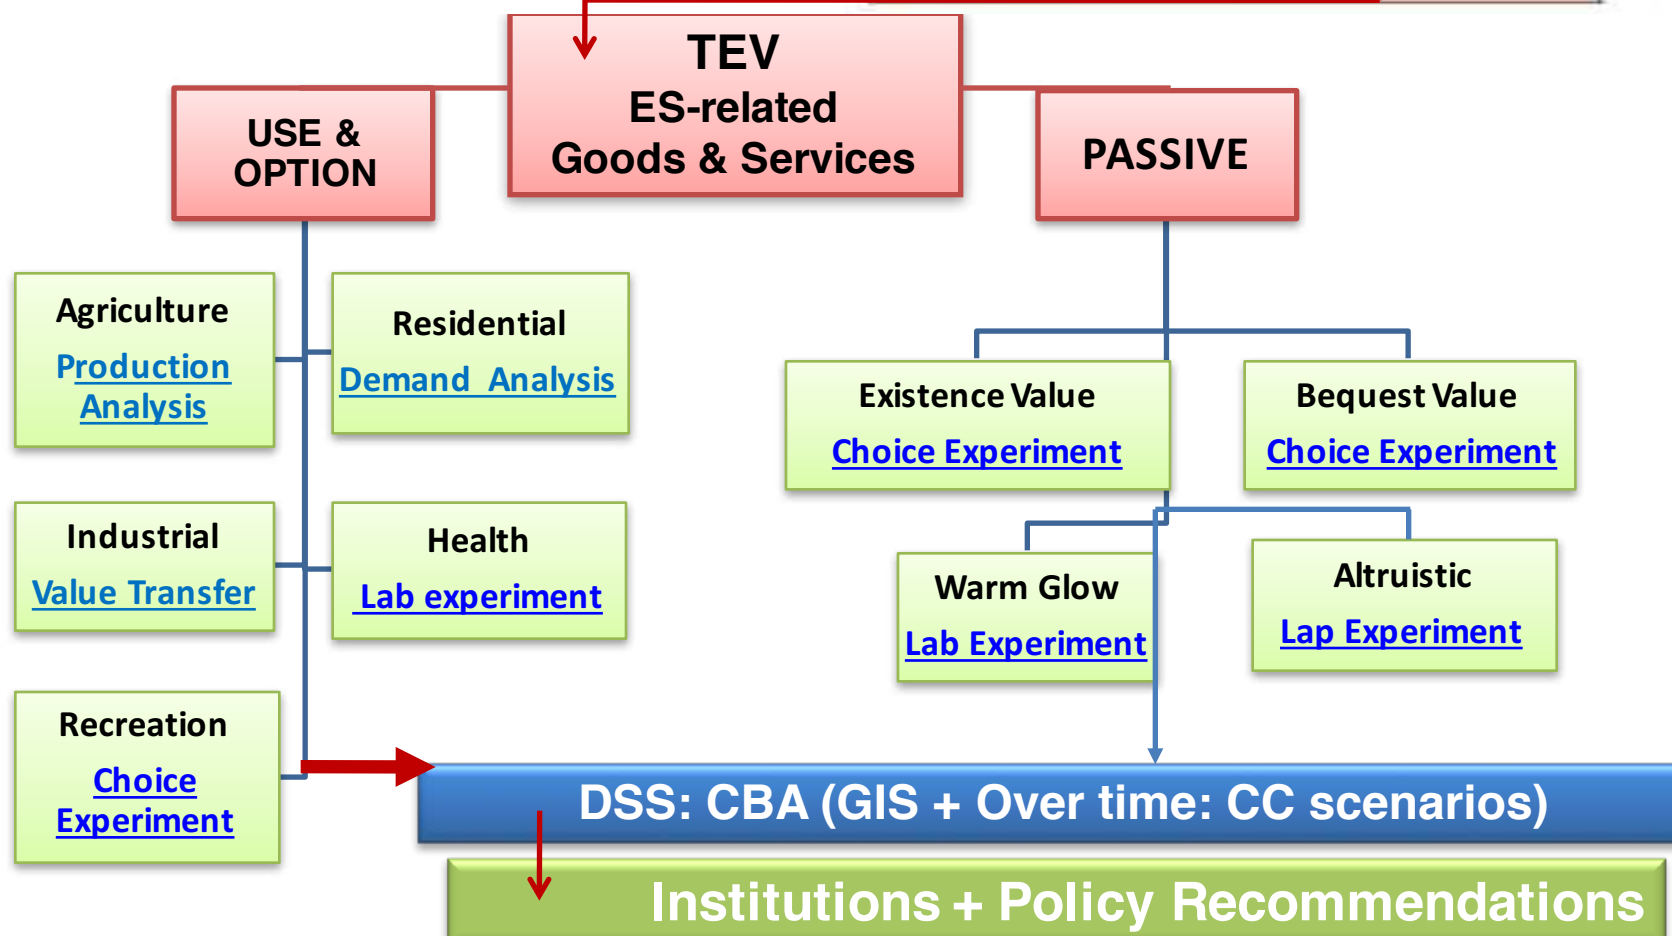 TEV
ES-related
Goods & Services
USE &
OPTION
PASSIVE
Agriculture
Production
Analysis
Residential
Demand Analysis
Existence Value
Choice Experiment
Bequest Value
Choice Experiment
Industrial
Value Transfer
Health
Lab experiment
Warm Glow
Lab Experiment
Altruistic
Lap Experiment
Recreation
Choice
Experiment
DSS: CBA (GIS + Over time: CC scenarios)
Institutions + Policy Recommendations